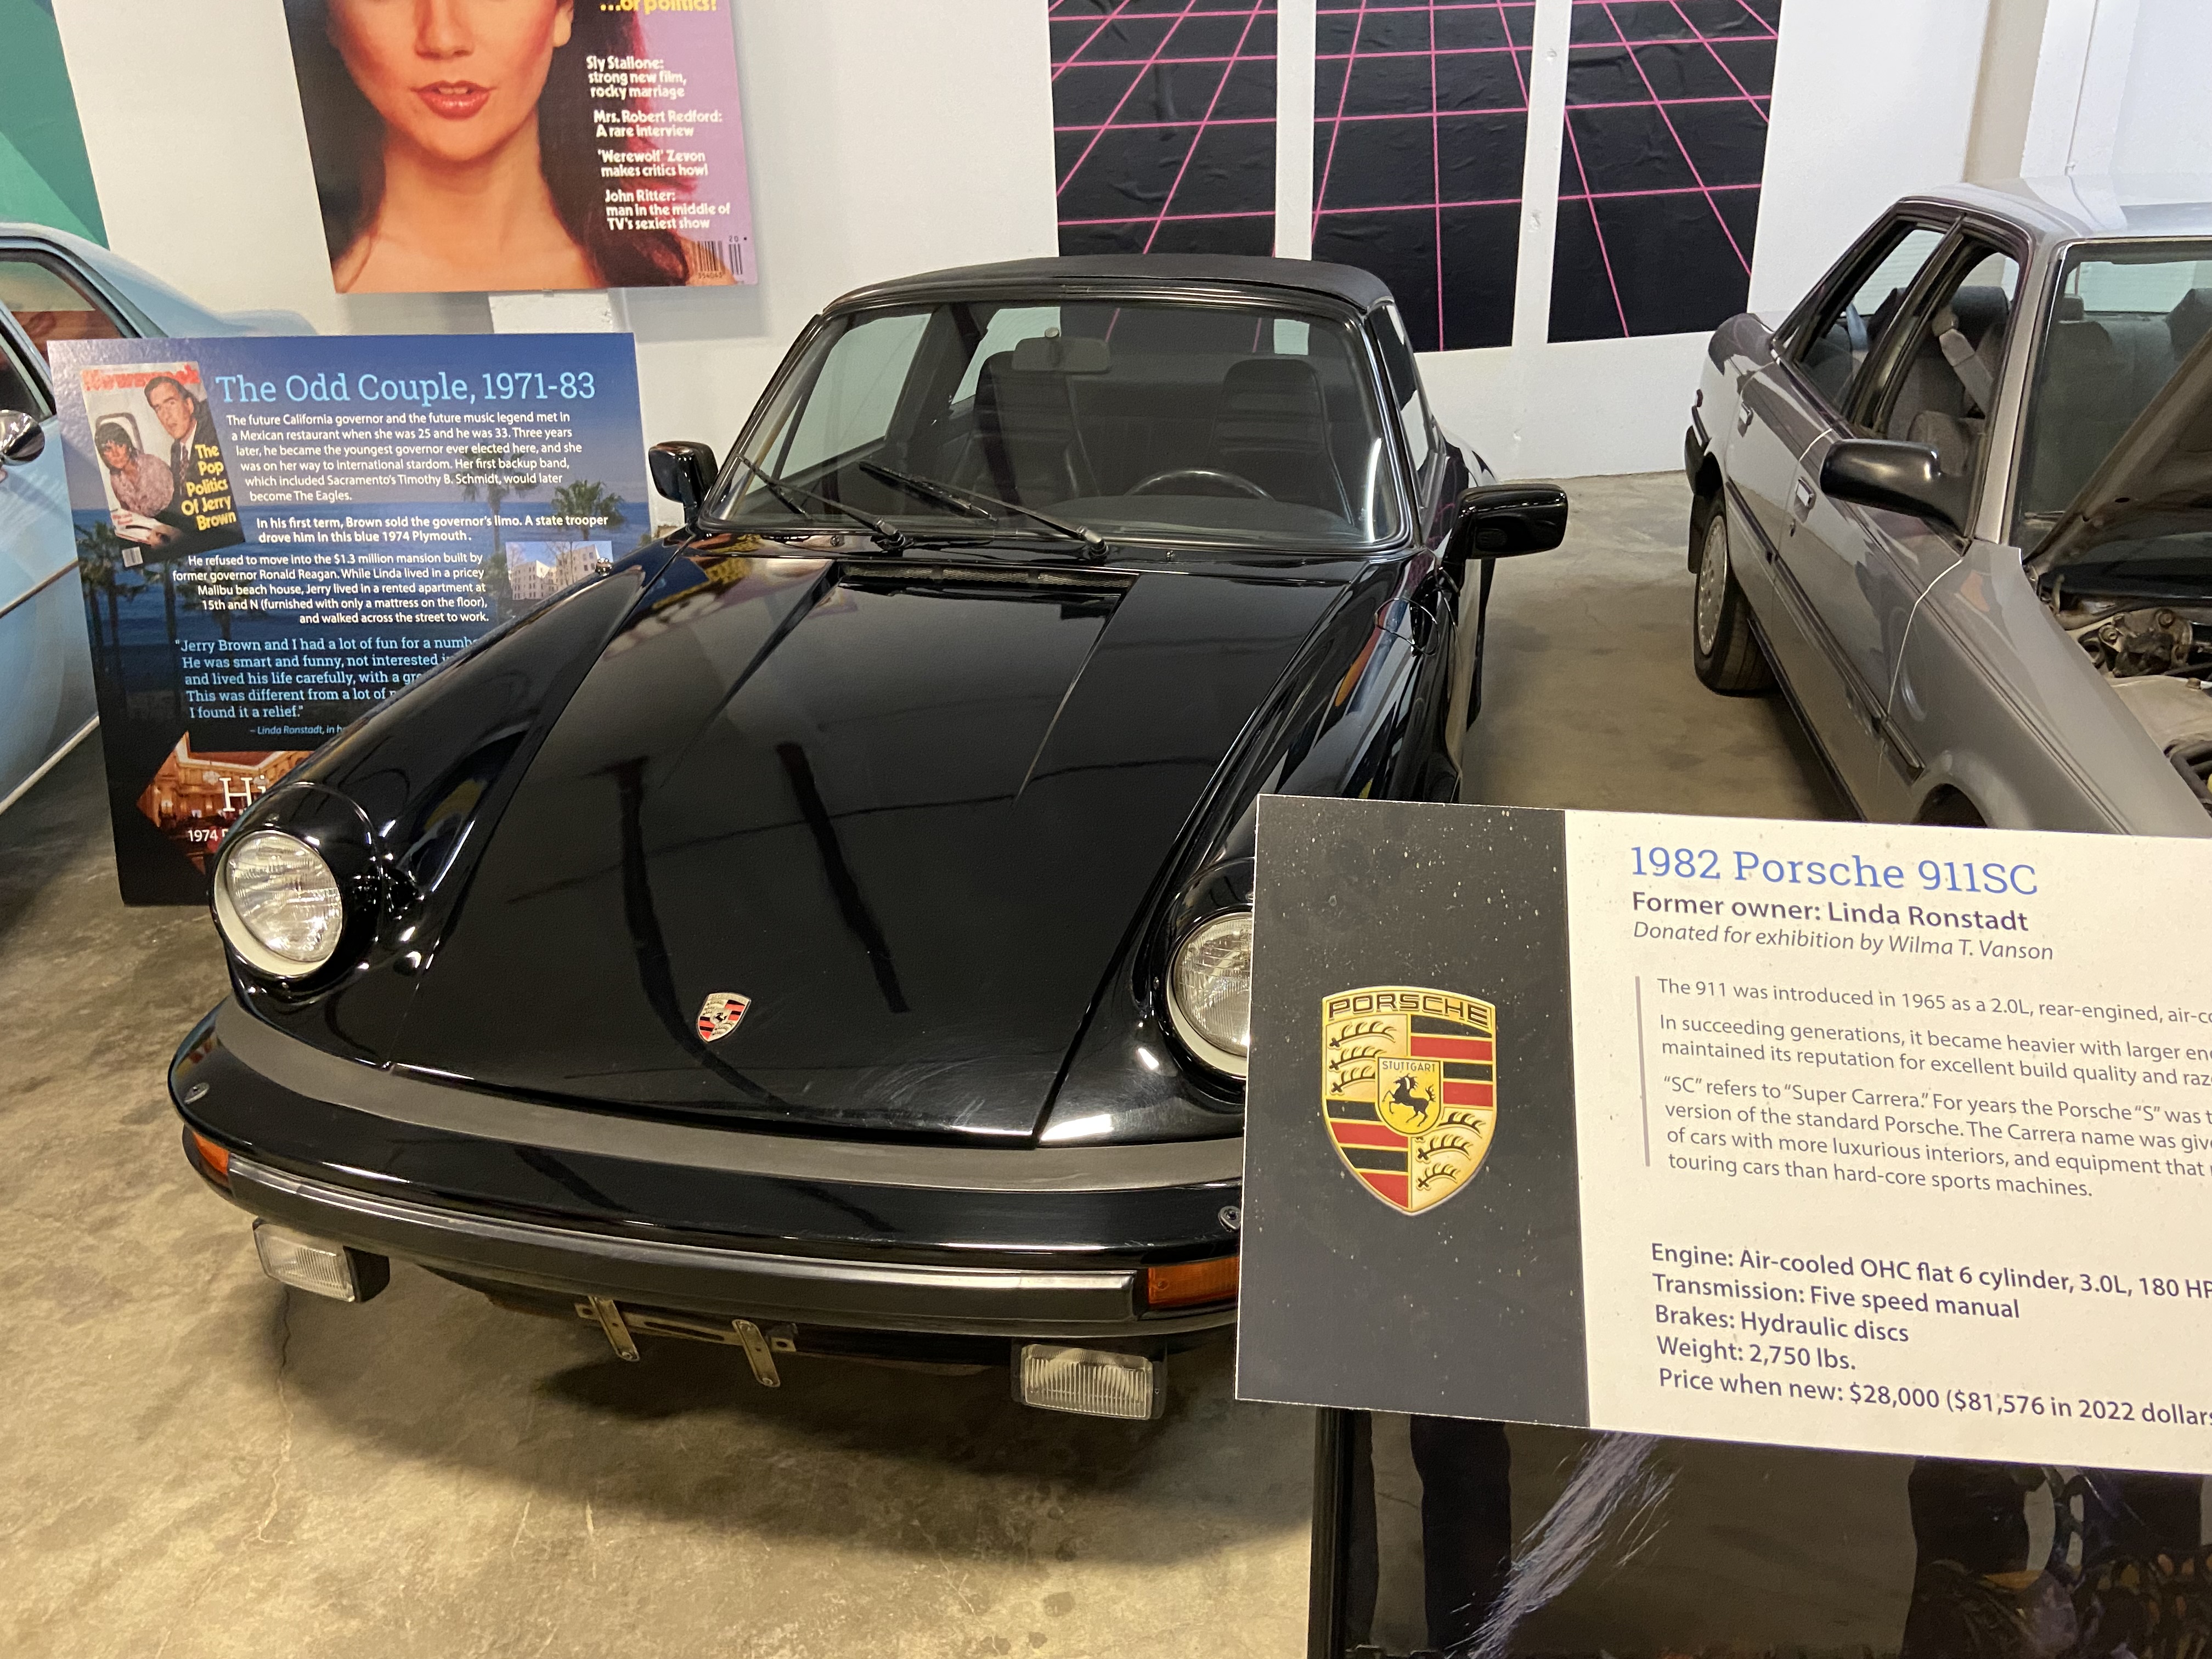 ...or politics?
Sly Stallone:
strong new film,
rocky marriage
Mrs. Robert Redford:
A rare interview
'Werewolf' Zevon
makes critics howl
John Ritter:
man in the middle of
TV's sexiest show
20
Newsweek
The
Pop
Politics
Of Jerry
Brown
The Odd Couple, 1971-83
The future California governor and the future music legend met in
a Mexican restaurant when she was 25 and he was 33. Three years
later, he became the youngest governor ever elected here, and she
was on her way to international stardom. Her first backup band,
which included Sacramento's Timothy B. Schmidt, would later
become The Eagles.
In his first term, Brown sold the governor's limo. A state trooper
drove him in this blue 1974 Plymouth.
He refused to move into the $1.3 million mansion built by
former governor Ronald Reagan. While Linda lived in a pricey
Malibu beach house, Jerry lived in a rented apartment at
15th and N (furnished with only a mattress on the floor),
and walked across the street to work.
"Jerry Brown and I had a lot of fun for a numb
He was smart and funny, not interested i
and lived his life carefully, with a gre
This was different from a lot of
I found it a relief."
– Linda Ronstadt, in h
Hi
1974
1982 Porsche 911SC
Former owner: Linda Ronstadt
Donated for exhibition by Wilma T. Vanson
The 911 was introduced in 1965 as a 2.0L, rear-engined, air-co
In succeeding generations, it became heavier with larger en
maintained its reputation for excellent build quality and raz
"SC" refers to "Super Carrera." For years the Porsche "S" was t
version of the standard Porsche. The Carrera name was giv
of cars with more luxurious interiors, and equipment that
touring cars than hard-core sports machines.
Engine: Air-cooled OHC flat 6 cylinder, 3.0L, 180 HP
Transmission: Five speed manual
Brakes: Hydraulic discs
Weight: 2,750 lbs.
Price when new: $28,000 ($81,576 in 2022 dollars
PORSCHE
STUTTGART